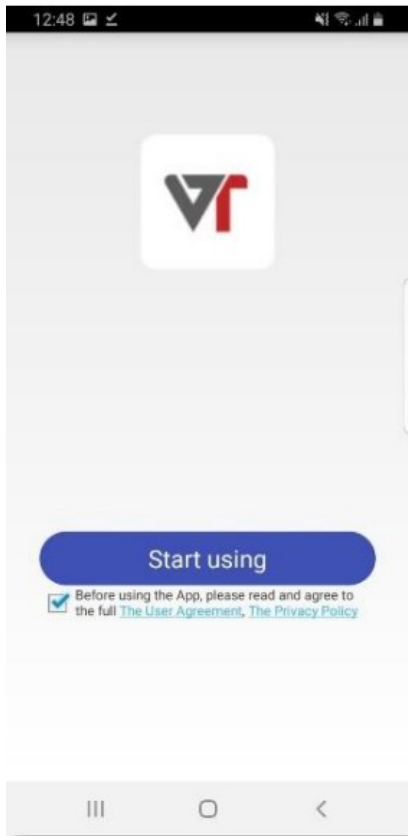 12:48
VT
Start using
Before using the App, please read and agree to
the full The User Agreement, The Privacy Policy